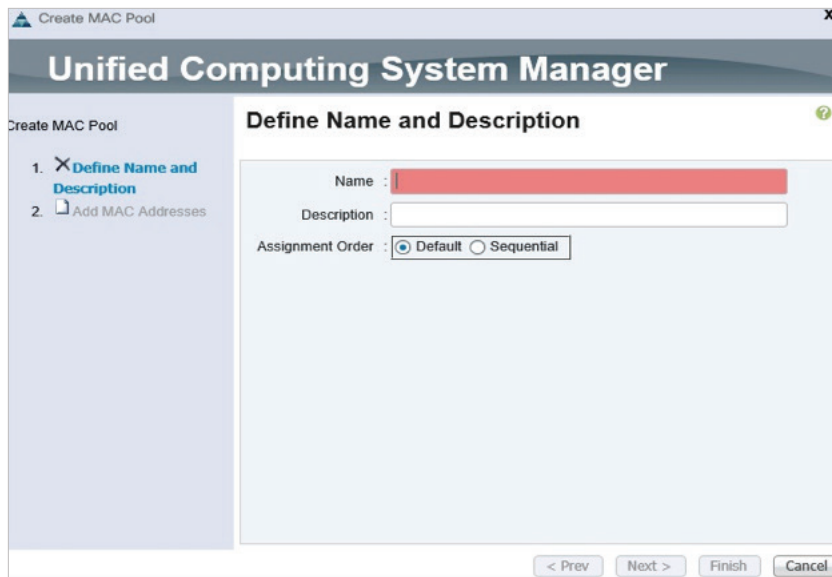 Create MAC Pool
X
Unified Computing System Manager
Create MAC Pool
1. Define Name and
Description
2. Add MAC Addresses
Define Name and Description
?
Name :
Description :
Assignment Order : Default Sequential
< Prev Next > Finish Cancel